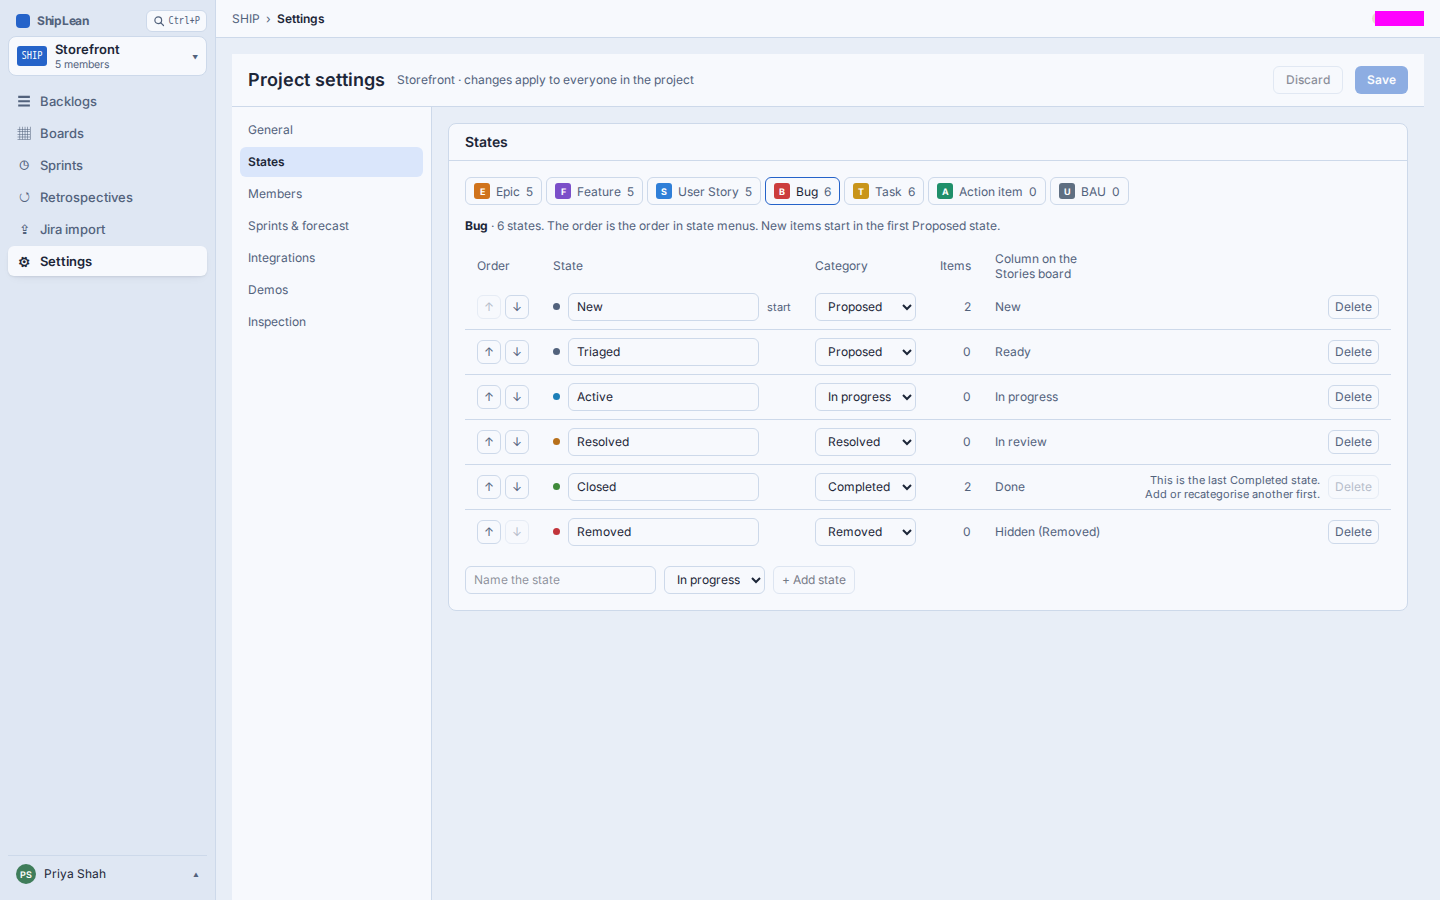 ShipLean
Ctrl+P
SHIP
Storefront
5 members
Backlogs
Boards
Sprints
Retrospectives
Jira import
Settings
PS
Priya Shah
SHIP › Settings
Project settings
Storefront · changes apply to everyone in the project
Discard
Save
General
States
Members
Sprints & forecast
Integrations
Demos
Inspection
States
E Epic 5
F Feature 5
S User Story 5
B Bug 6
T Task 6
A Action item 0
U BAU 0
Bug · 6 states. The order is the order in state menus. New items start in the first Proposed state.
Order
State
Category
Items
Column on the
Stories board
↑ ↓ New start Proposed 2 New Delete
↑ ↓ Triaged Proposed 0 Ready Delete
↑ ↓ Active In progress 0 In progress Delete
↑ ↓ Resolved Resolved 0 In review Delete
↑ ↓ Closed Completed 2 Done
This is the last Completed state.
Add or recategorise another first.
Delete
↑ ↓ Removed Removed 0 Hidden (Removed) Delete
Name the state
In progress
+ Add state